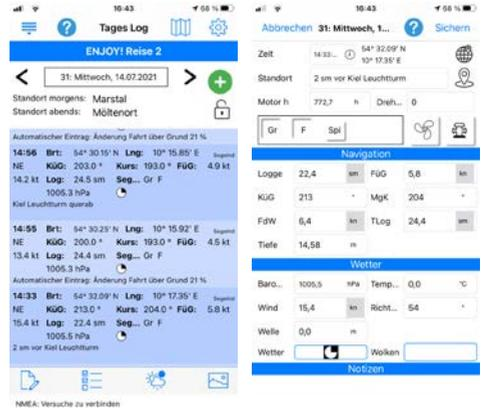 16:43
68 %
Tages Log
ENJOY! Reise 2
31: Mittwoch, 14.07.2021
Standort morgens: Marstal
Standort abends: Möltenort
Automatischer Eintrag: Änderung Fahrt über Grund 21 %
14:56 Brt: 54° 30.15' N Lng: 10° 15.85' E Segelnd
NE KüG: 203.0 ° Kurs: 193.0 ° FüG: 4.9 kt
14.2 kt Log: 24.5 sm Seg... Gr F
1005.3 hPa
Kiel Leuchtturm querab
14:55 Brt: 54° 30.25' N Lng: 10° 15.92' E Segelnd
NE KüG: 200.0 ° Kurs: 193.0 ° FüG: 4.5 kt
13.4 kt Log: 24.4 sm Seg... Gr F
1005.3 hPa
Automatischer Eintrag: Änderung Fahrt über Grund 21 %
14:33 Brt: 54° 32.09' N Lng: 10° 17.35' E Segelnd
NE KüG: 213.0 ° Kurs: 204.0 ° FüG: 5.8 kt
15.4 kt Log: 22.4 sm Seg... Gr F
1005.5 hPa
2 sm vor Kiel Leuchtturm
NMEA: Versuche zu verbinden
16:43
66 %
Abbrechen 31: Mittwoch, 1... Sichern
Zeit 14:33:... 54° 32.09' N
10° 17.35' E
Standort 2 sm vor Kiel Leuchtturm
Motor h 772,7 h Dreh... 0
Gr F Spi
Navigation
Logge 22,4 sm FüG 5,8 kn
KüG 213 ° MgK 204 °
FdW 6,4 kn TLog 24,4 sm
Tiefe 14,58 m
Wetter
Baro... 1005,5 hPa Temp... 0,0 °C
Wind 15,4 kn Richt... 54 °
Welle 0,0 m
Wetter Wolken
Notizen